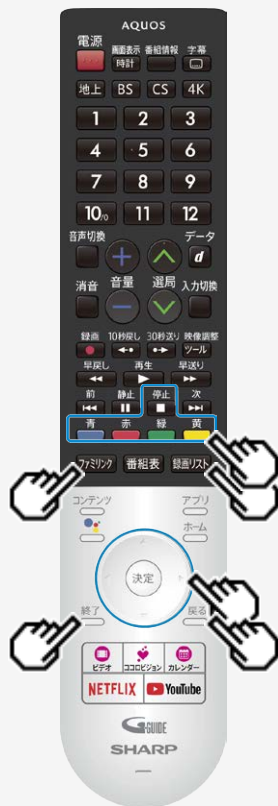 AQUOS
電源
画面表示 番組情報 字幕
時計
地上 BS CS 4K
1 2 3
4 5 6
7 8 9
10/0 11 12
音声切換 データ
d
消音 音量 選局 入力切換
録画 10秒戻し 30秒送り 映像調整
ツール
早戻し 再生 早送り
前 静止 停止 次
青 赤 緑 黄
ファミリンク 番組表 録画リスト
コンテンツ アプリ
ホーム
決定
終了 戻る
ビデオ ココロビジョン カレンダー
NETFLIX YouTube
G-GUIDE
SHARP